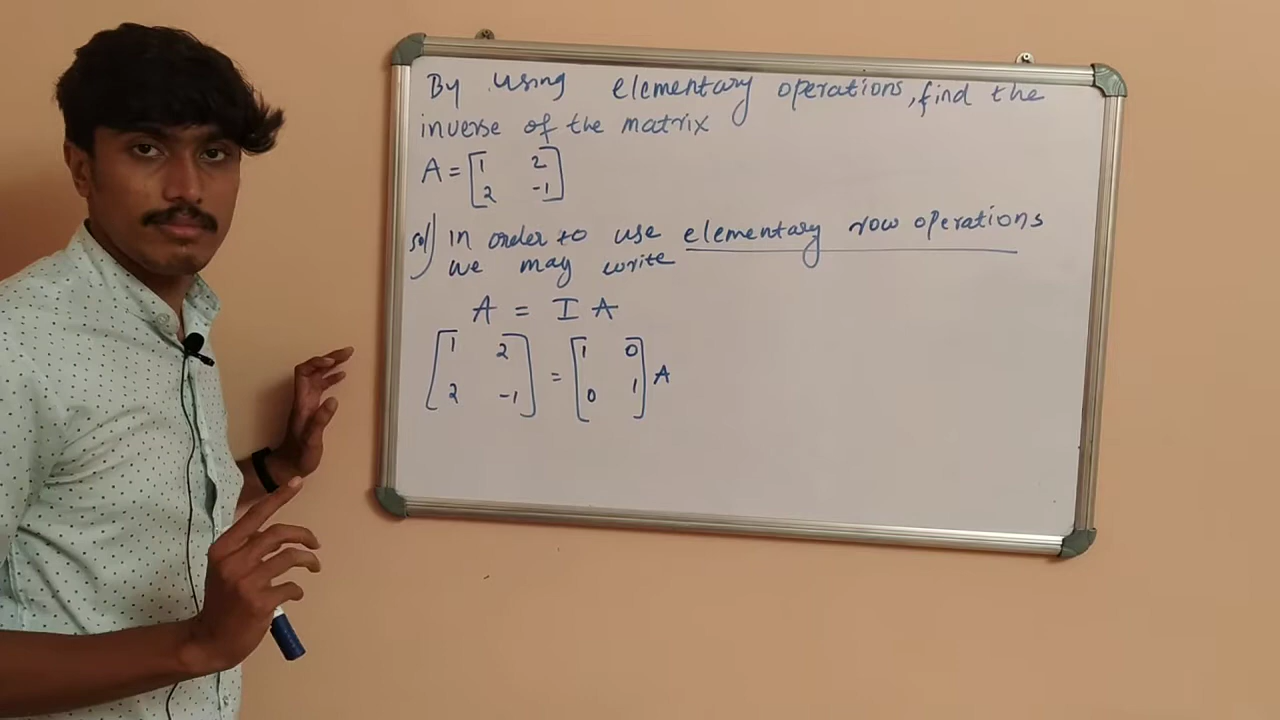 By using elementary operations, find the
inverse of the matrix
A = [1 2
2 -1]
sol) In order to use elementary row operations
we may write
A = I A
[1 2
2 -1] = [1 0
0 1] A